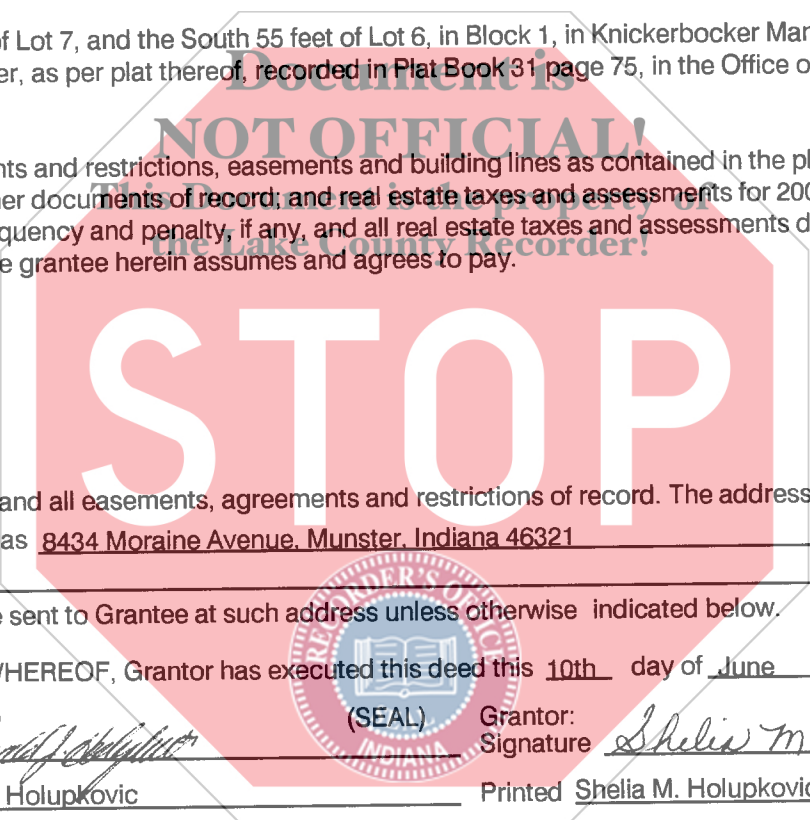 of Lot 7, and the South 55 feet of Lot 6, in Block 1, in Knickerbocker Man
er, as per plat thereof, recorded in Plat Book 31 page 75, in the Office o
Document is
NOT OFFICIAL!
This Document is the property of
the Lake County Recorder!
nts and restrictions, easements and building lines as contained in the pl
er documents of record; and real estate taxes and assessments for 200
quency and penalty, if any, and all real estate taxes and assessments d
e grantee herein assumes and agrees to pay.
STOP
and all easements, agreements and restrictions of record. The address
as 8434 Moraine Avenue, Munster, Indiana 46321
e sent to Grantee at such address unless otherwise indicated below.
WHEREOF, Grantor has executed this deed this 10th day of June
RECORDER'S OFFICE
SEAL
INDIANA
(SEAL) Grantor:
Signature Shelia M
Holupkovic Printed Shelia M. Holupkovic